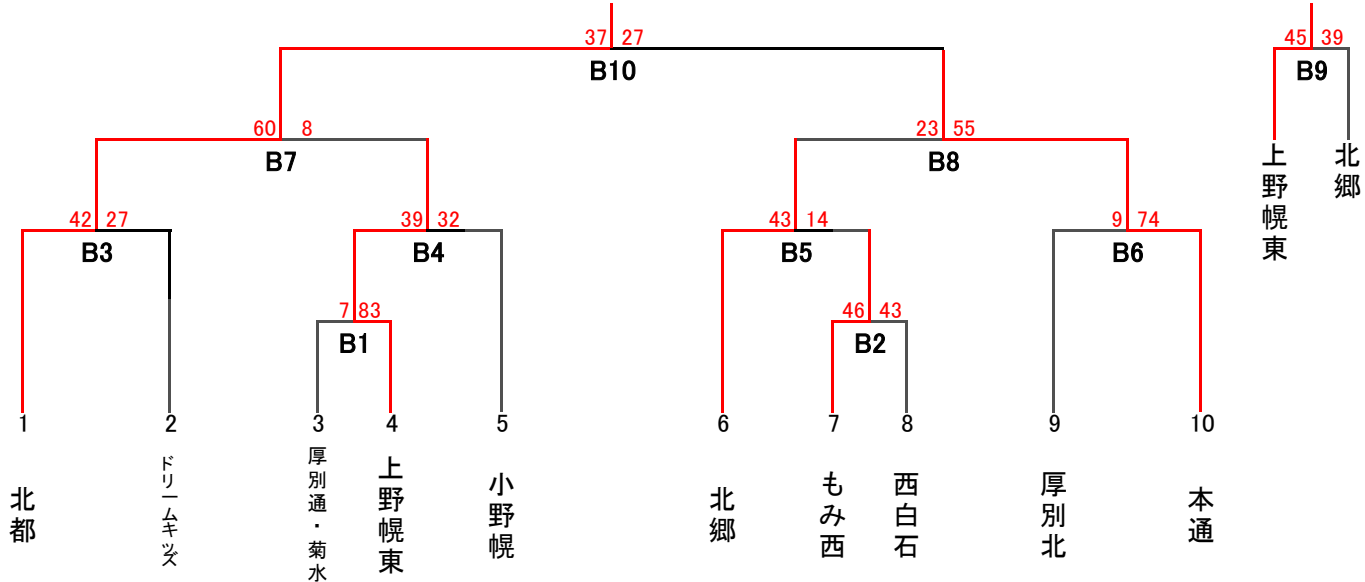 37 27
B10
45 39
B9
上野幌東
北郷
60 8
B7
23 55
B8
42 27
B3
39 32
B4
43 14
B5
9 74
B6
7 83
B1
46 43
B2
1
2
3
4
5
6
7
8
9
10
北都
ドリームキッズ
厚別通・菊水
上野幌東
小野幌
北郷
もみ西
西白石
厚別北
本通